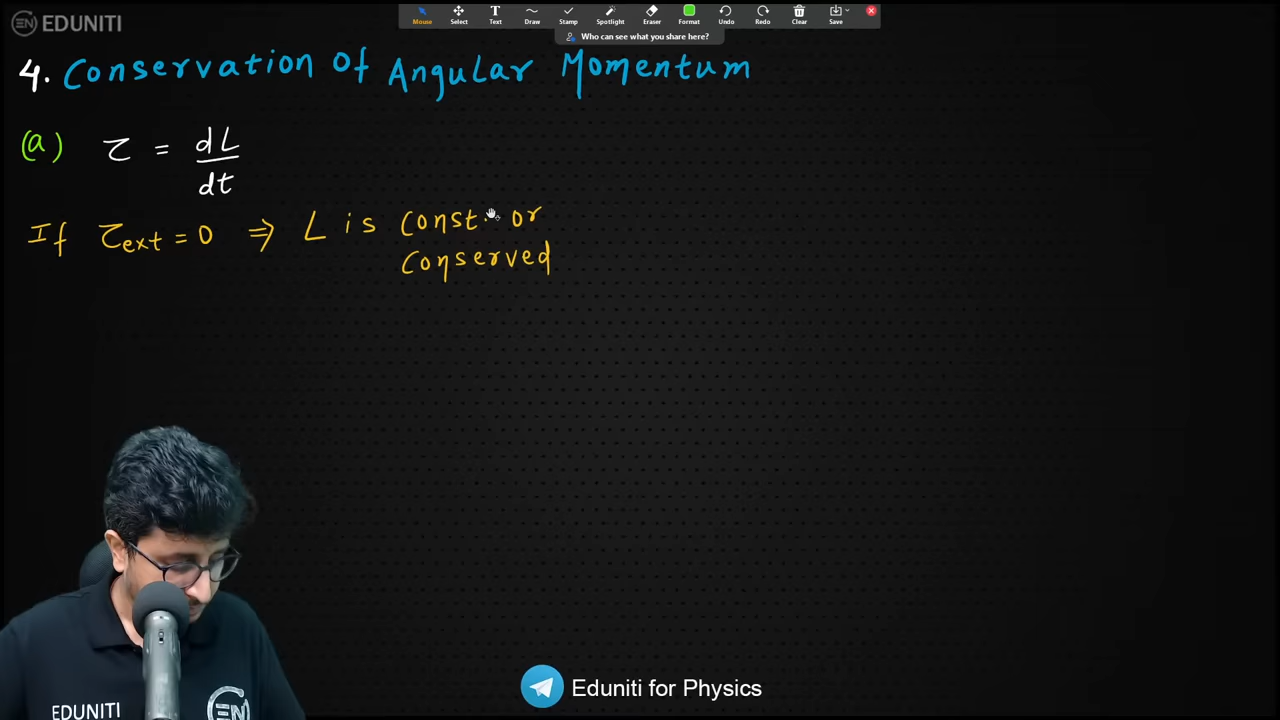 EN EDUNITI
Mouse Select Text Draw Stamp Spotlight Eraser Format Undo Redo Clear Save
Who can see what you share here?
4. Conservation Of Angular Momentum
(a) τ = dL
dt
If τext = 0 ⇒ L is const. or
conserved
EDUNITI
EN
Eduniti for Physics